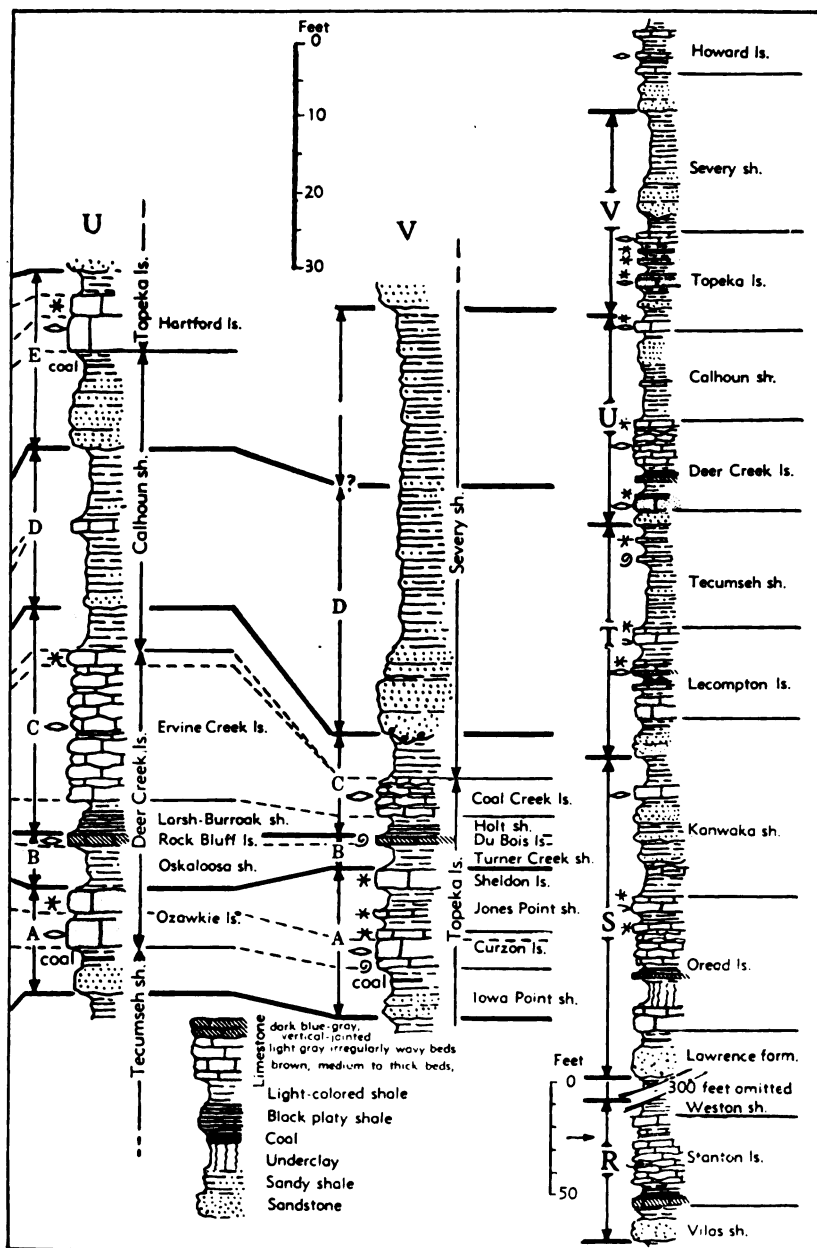 Feet
0
10
20
30
U
Topeka ls.
Hartford ls.
E
coal
Calhoun sh.
D
C
Ervine Creek ls.
Deer Creek ls.
Larsh-Burroak sh.
Rock Bluff ls.
B
Oskaloosa sh.
A
Ozawkie ls.
coal
Tecumseh sh.
V
?
Severy sh.
D
C
Coal Creek ls.
Holt sh.
Du Bois ls.
B
Turner Creek sh.
Sheldon ls.
Jones Point sh.
A
Topeka ls.
Curzon ls.
coal
Iowa Point sh.
Limestone
dark blue-gray,
vertical-jointed
light gray irregularly wavy beds
brown, medium to thick beds,
Light-colored shale
Black platy shale
Coal
Underclay
Sandy shale
Sandstone
Howard ls.
Severy sh.
V
Topeka ls.
Calhoun sh.
U
Deer Creek ls.
Tecumseh sh.
T
Lecompton ls.
Kanwaka sh.
S
Oread ls.
Lawrence form.
Feet
0
300 feet omitted
Weston sh.
R
Stanton ls.
50
Vilas sh.